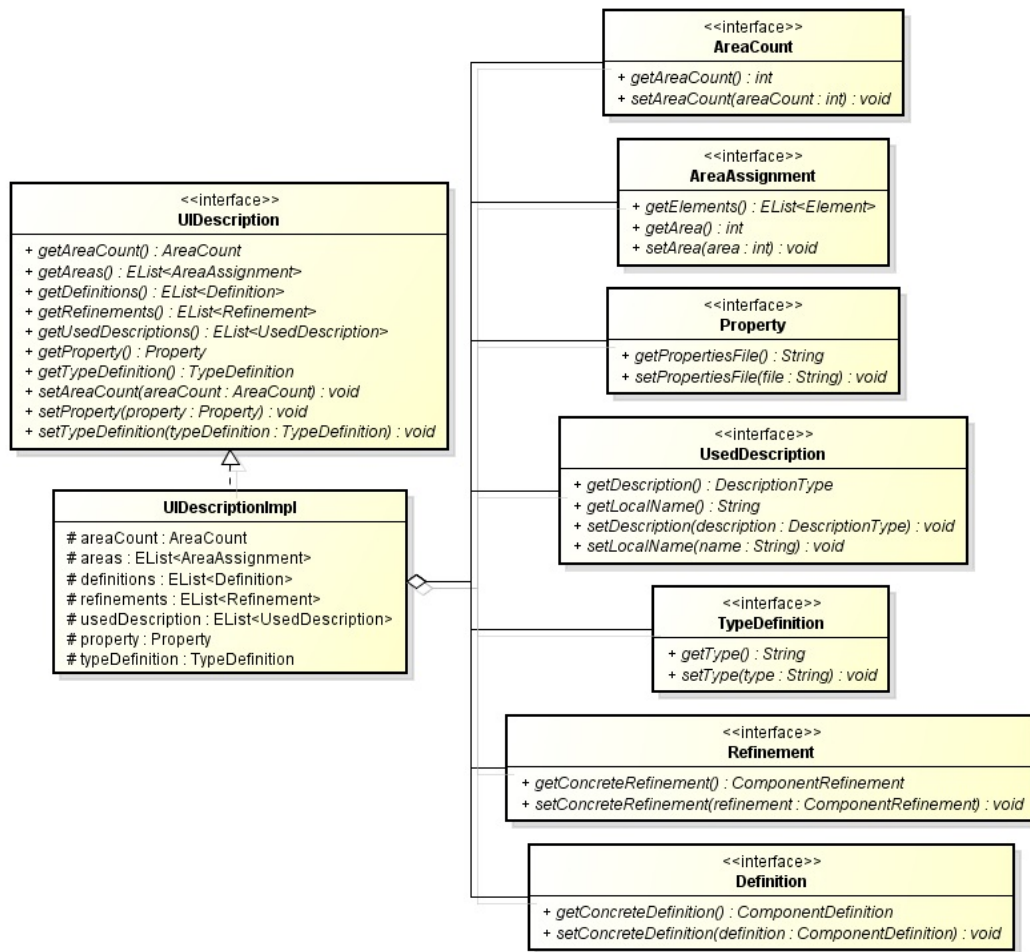 <<interface>>
AreaCount
+ getAreaCount() : int
+ setAreaCount(areaCount : int) : void
<<interface>>
AreaAssignment
+ getElements() : EList<Element>
+ getArea() : int
+ setArea(area : int) : void
<<interface>>
UIDescription
+ getAreaCount() : AreaCount
+ getAreas() : EList<AreaAssignment>
+ getDefinitions() : EList<Definition>
+ getRefinements() : EList<Refinement>
+ getUsedDescriptions() : EList<UsedDescription>
+ getProperty() : Property
+ getTypeDefinition() : TypeDefinition
+ setAreaCount(areaCount : AreaCount) : void
+ setProperty(property : Property) : void
+ setTypeDefinition(typeDefinition : TypeDefinition) : void
<<interface>>
Property
+ getPropertiesFile() : String
+ setPropertiesFile(file : String) : void
<<interface>>
UsedDescription
+ getDescription() : DescriptionType
+ getLocalName() : String
+ setDescription(description : DescriptionType) : void
+ setLocalName(name : String) : void
UIDescriptionImpl
# areaCount : AreaCount
# areas : EList<AreaAssignment>
# definitions : EList<Definition>
# refinements : EList<Refinement>
# usedDescription : EList<UsedDescription>
# property : Property
# typeDefinition : TypeDefinition
<<interface>>
TypeDefinition
+ getType() : String
+ setType(type : String) : void
<<interface>>
Refinement
+ getConcreteRefinement() : ComponentRefinement
+ setConcreteRefinement(refinement : ComponentRefinement) : void
<<interface>>
Definition
+ getConcreteDefinition() : ComponentDefinition
+ setConcreteDefinition(definition : ComponentDefinition) : void